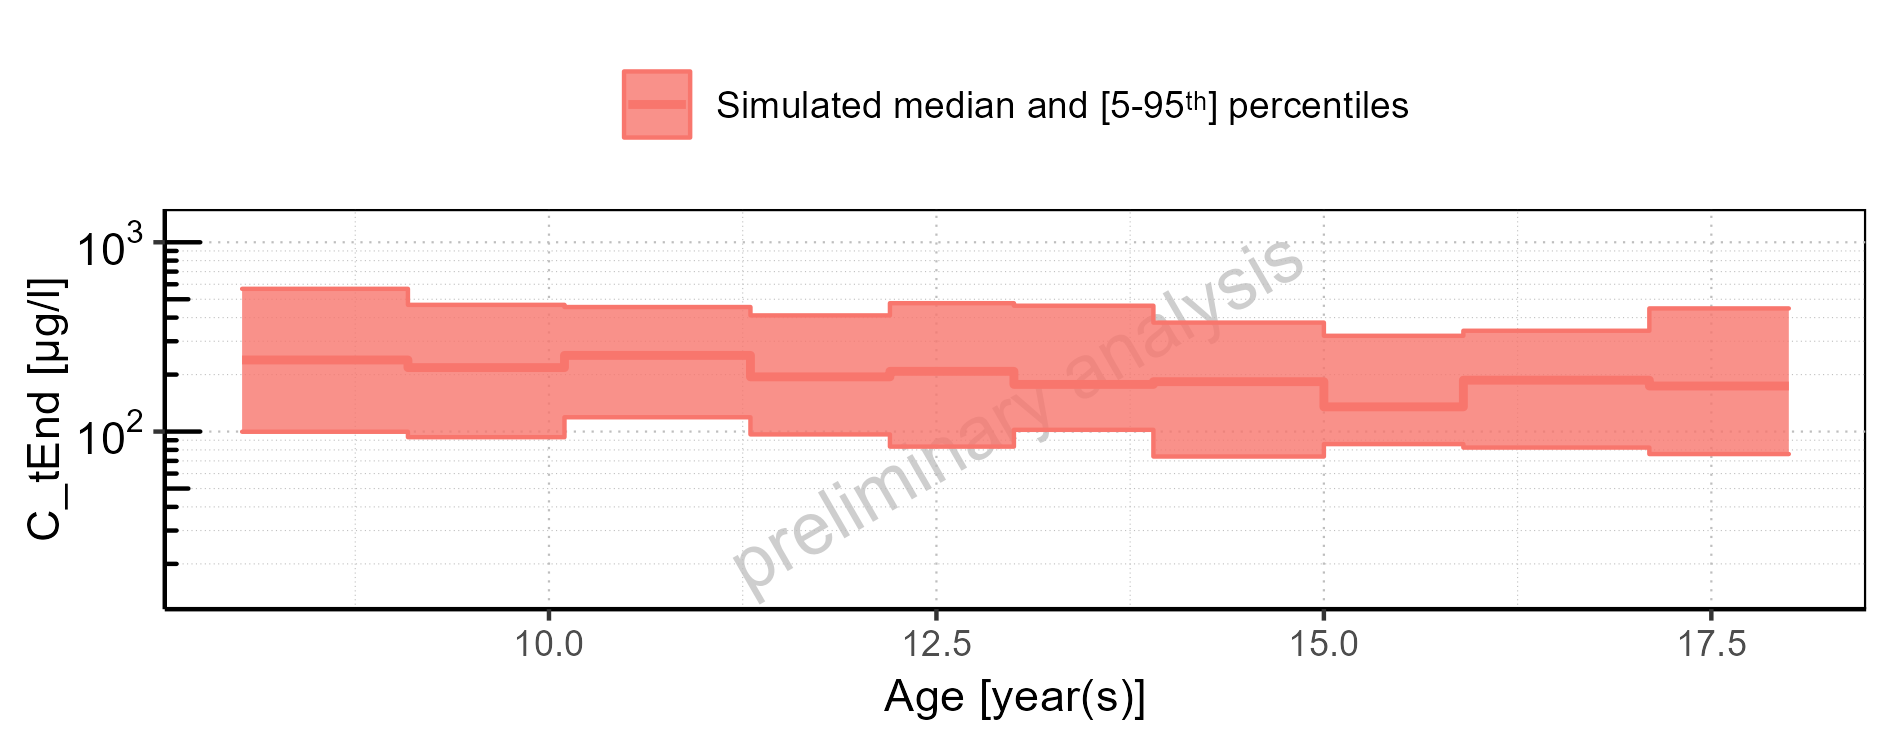 Simulated median and [5-95th] percentiles
10³
10²
C_tEnd [µg/l]
preliminary analysis
10.0 12.5 15.0 17.5
Age [year(s)]